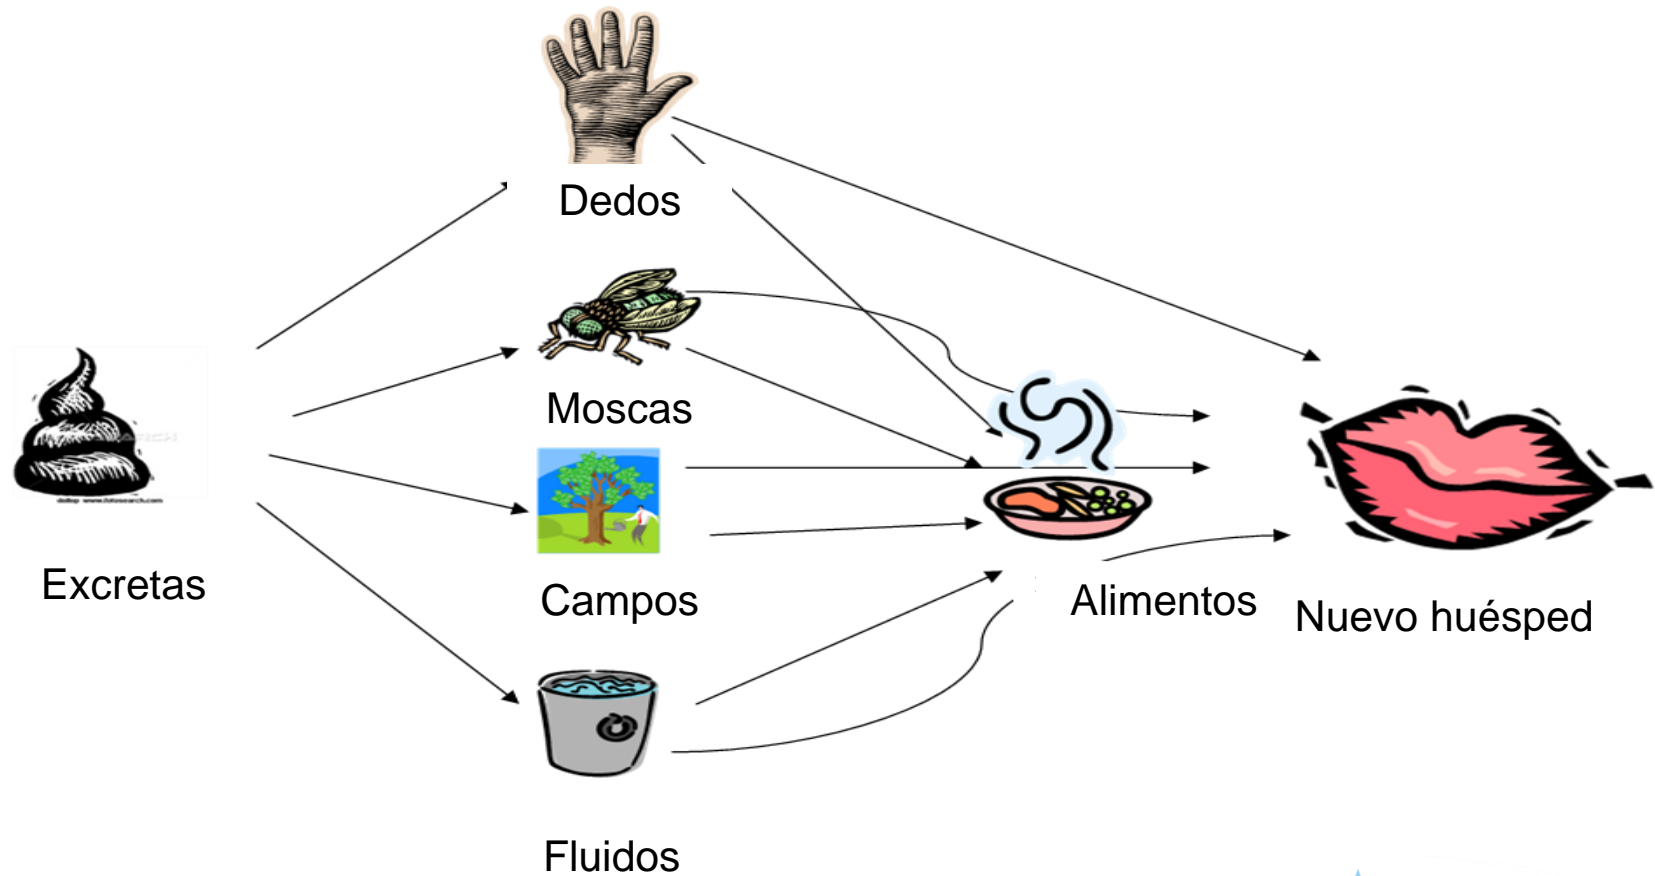 Dedos
Moscas
Excretas
Campos
Alimentos
Nuevo huésped
Fluidos